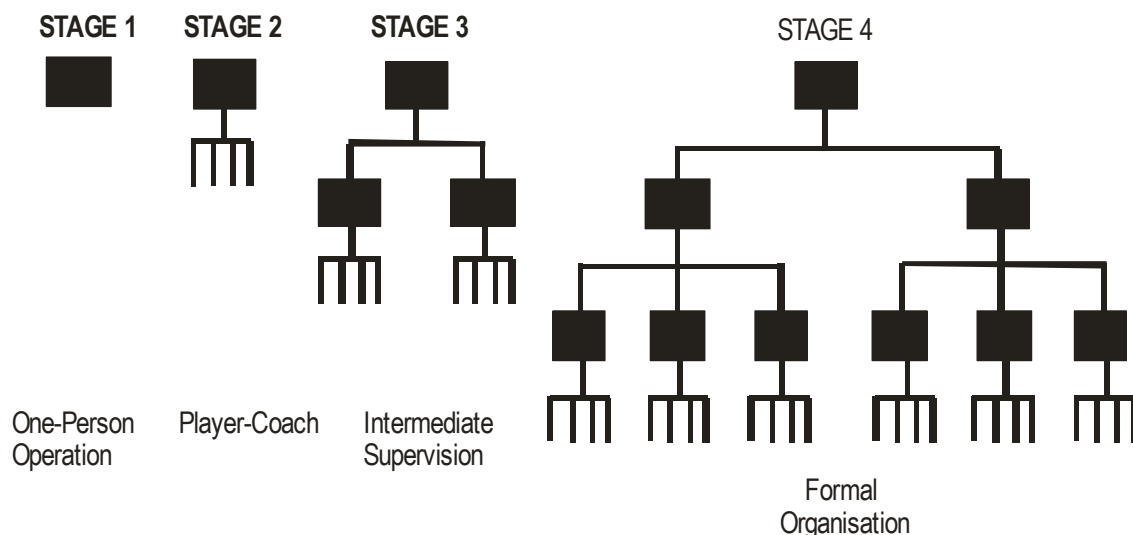 STAGE 1
STAGE 2
STAGE 3
STAGE 4
One-Person
Operation
Player-Coach
Intermediate
Supervision
Formal
Organisation